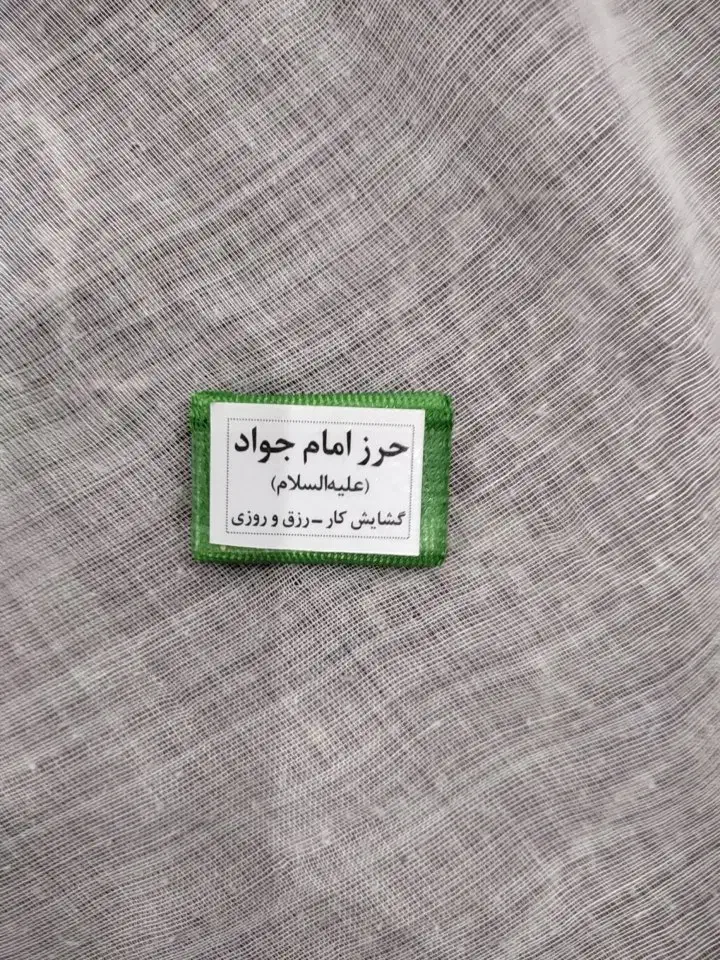 حرز امام جواد
(علیه‌السلام)
گشایش کار – رزق و روزی